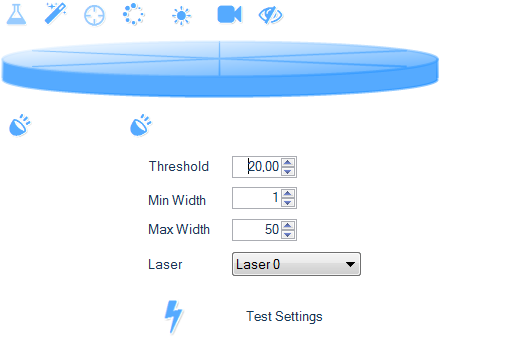 Threshold 20,00
Min Width 1
Max Width 50
Laser Laser 0
Test Settings